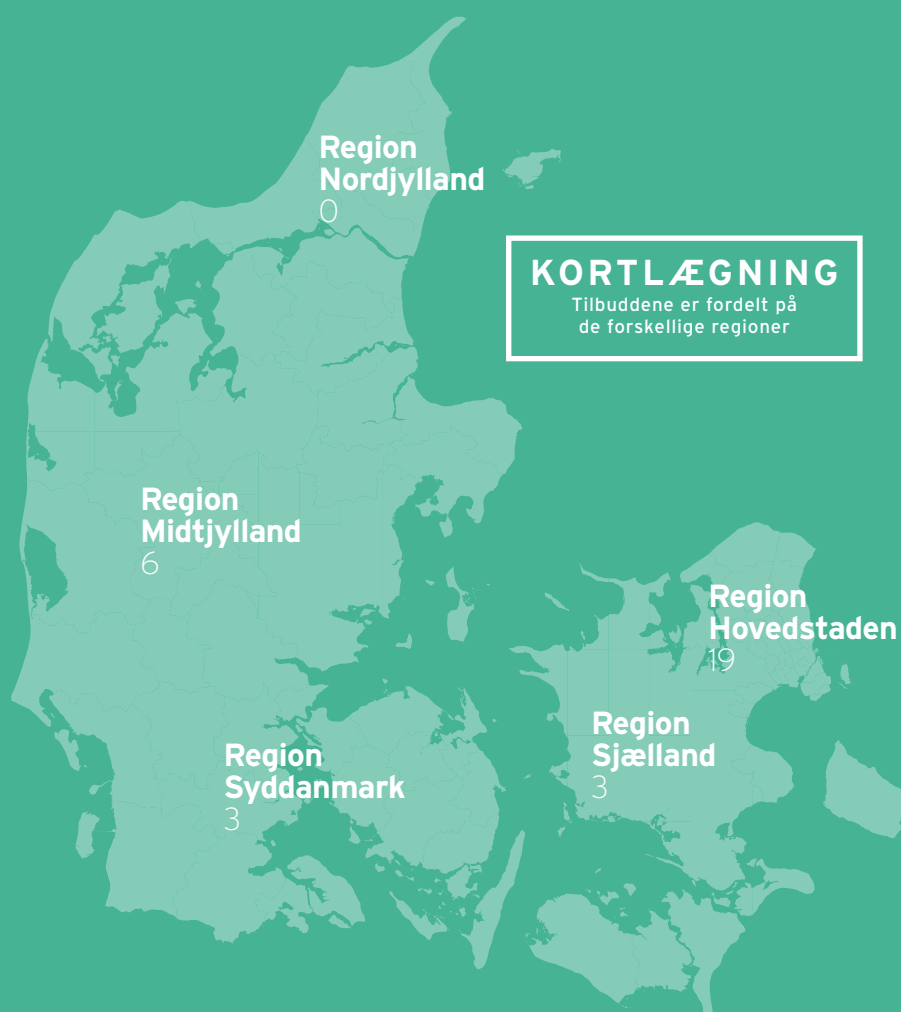 Region
Nordjylland
0
KORTLÆGNING
Tilbuddene er fordelt på
de forskellige regioner
Region
Midtjylland
6
Region
Hovedstaden
19
Region
Sjælland
3
Region
Syddanmark
3